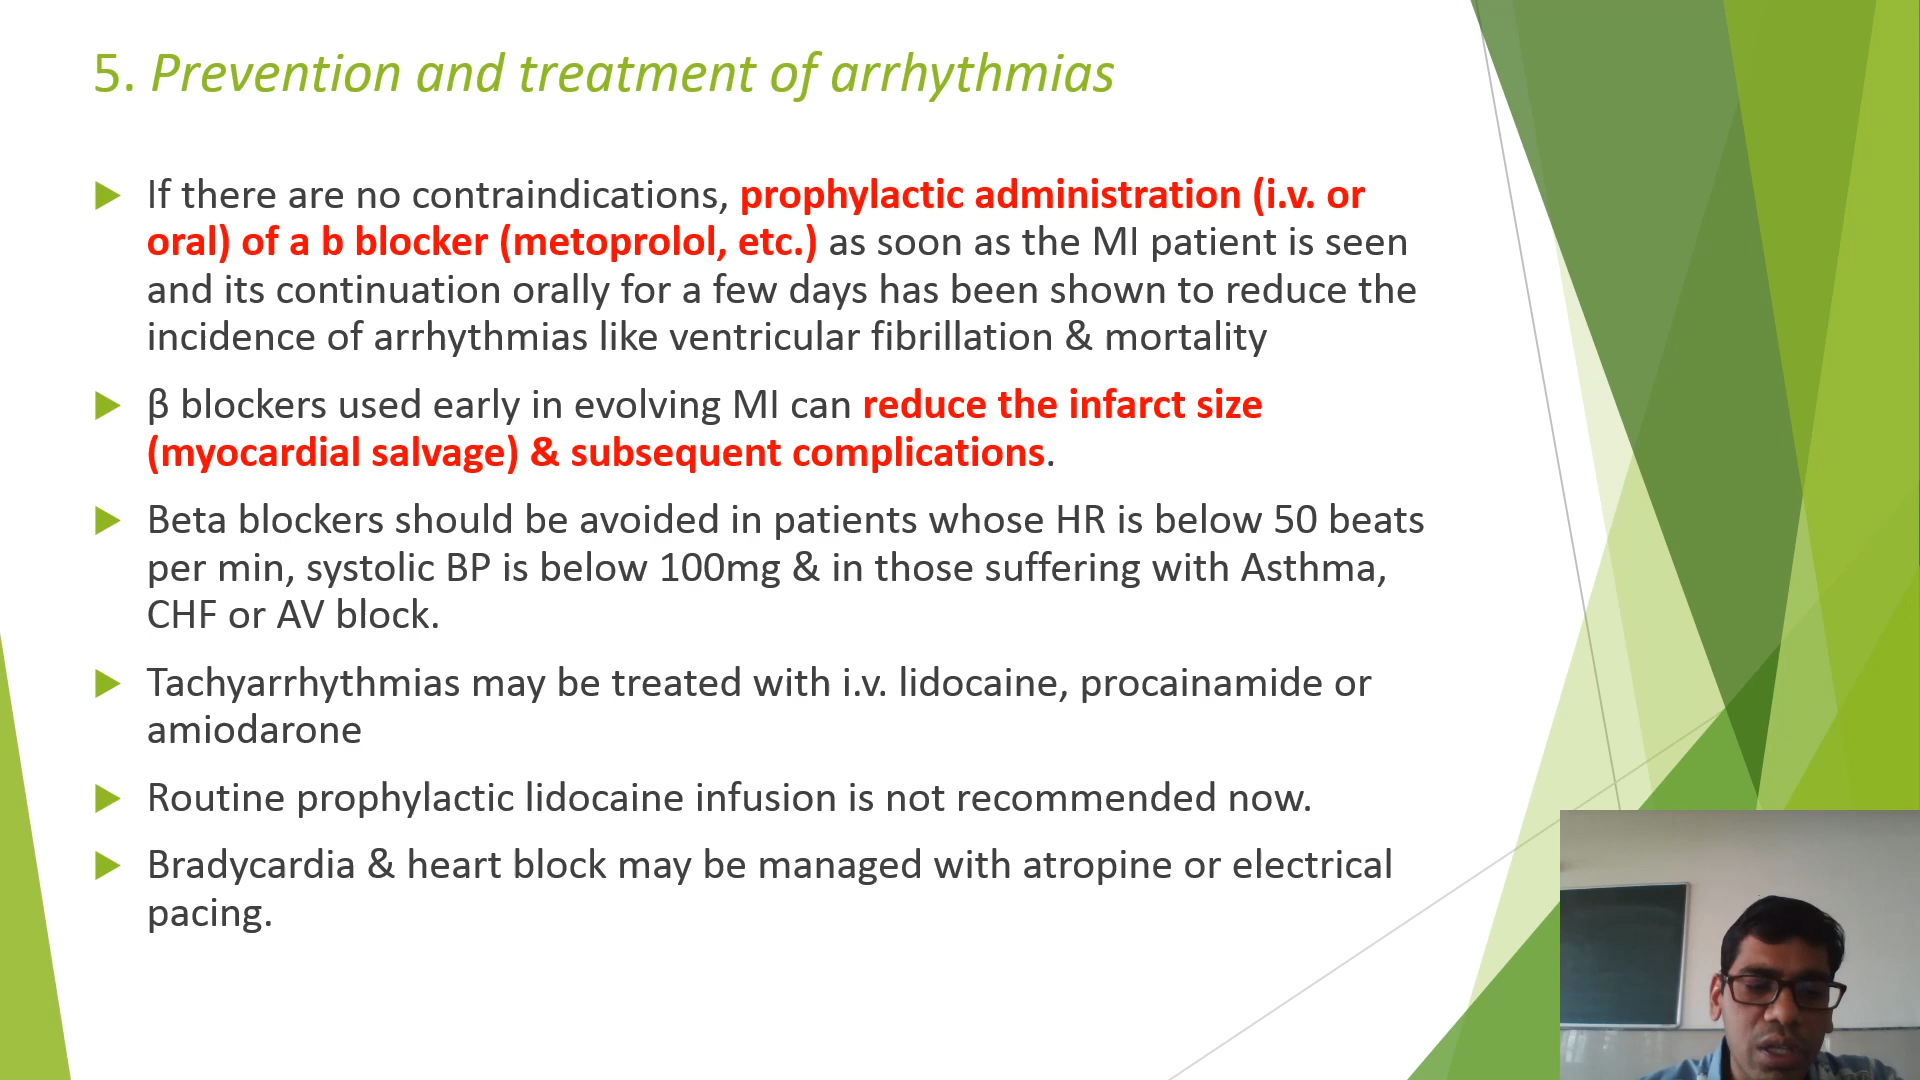 5. Prevention and treatment of arrhythmias
If there are no contraindications, prophylactic administration (i.v. or
oral) of a b blocker (metoprolol, etc.) as soon as the MI patient is seen
and its continuation orally for a few days has been shown to reduce the
incidence of arrhythmias like ventricular fibrillation & mortality
β blockers used early in evolving MI can reduce the infarct size
(myocardial salvage) & subsequent complications.
Beta blockers should be avoided in patients whose HR is below 50 beats
per min, systolic BP is below 100mg & in those suffering with Asthma,
CHF or AV block.
Tachyarrhythmias may be treated with i.v. lidocaine, procainamide or
amiodarone
Routine prophylactic lidocaine infusion is not recommended now.
Bradycardia & heart block may be managed with atropine or electrical
pacing.